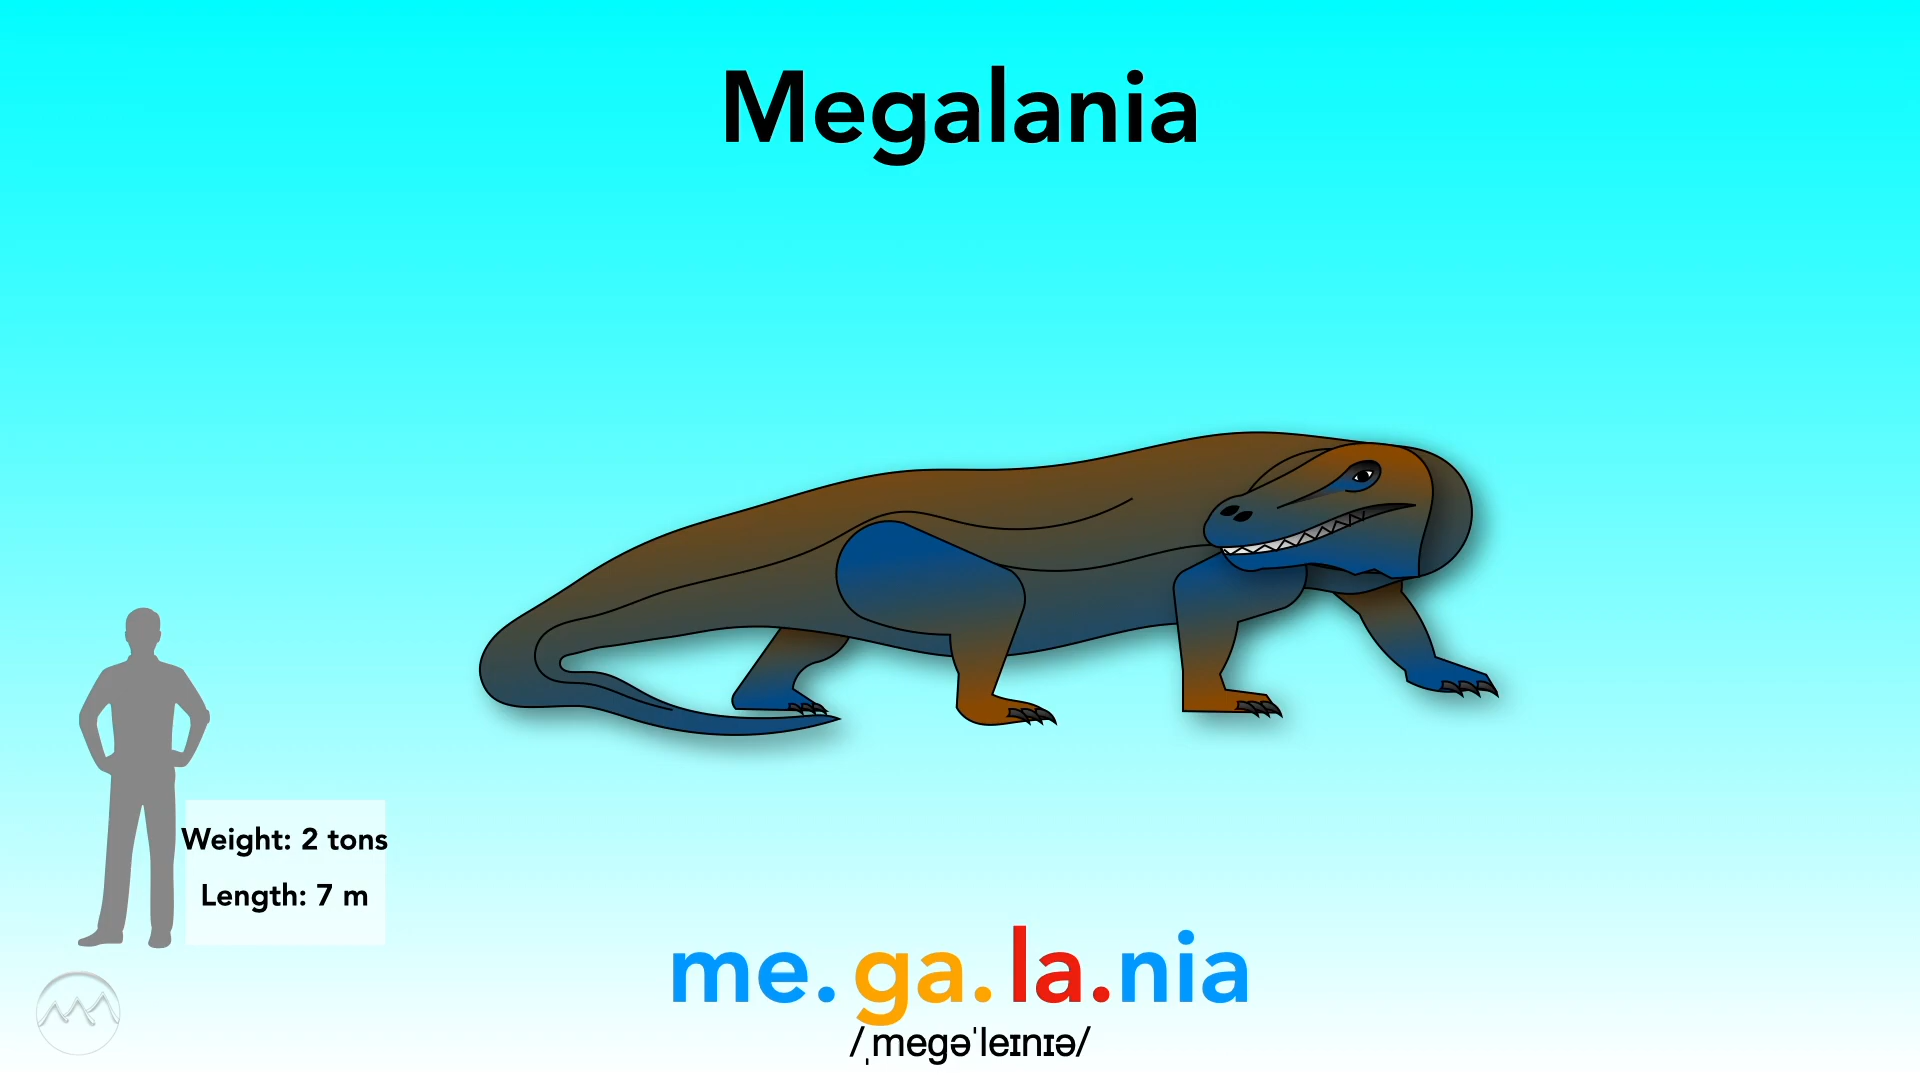 Megalania
Weight: 2 tons
Length: 7 m
me.ga.la.nia
/ˌmegəˈleɪnɪə/